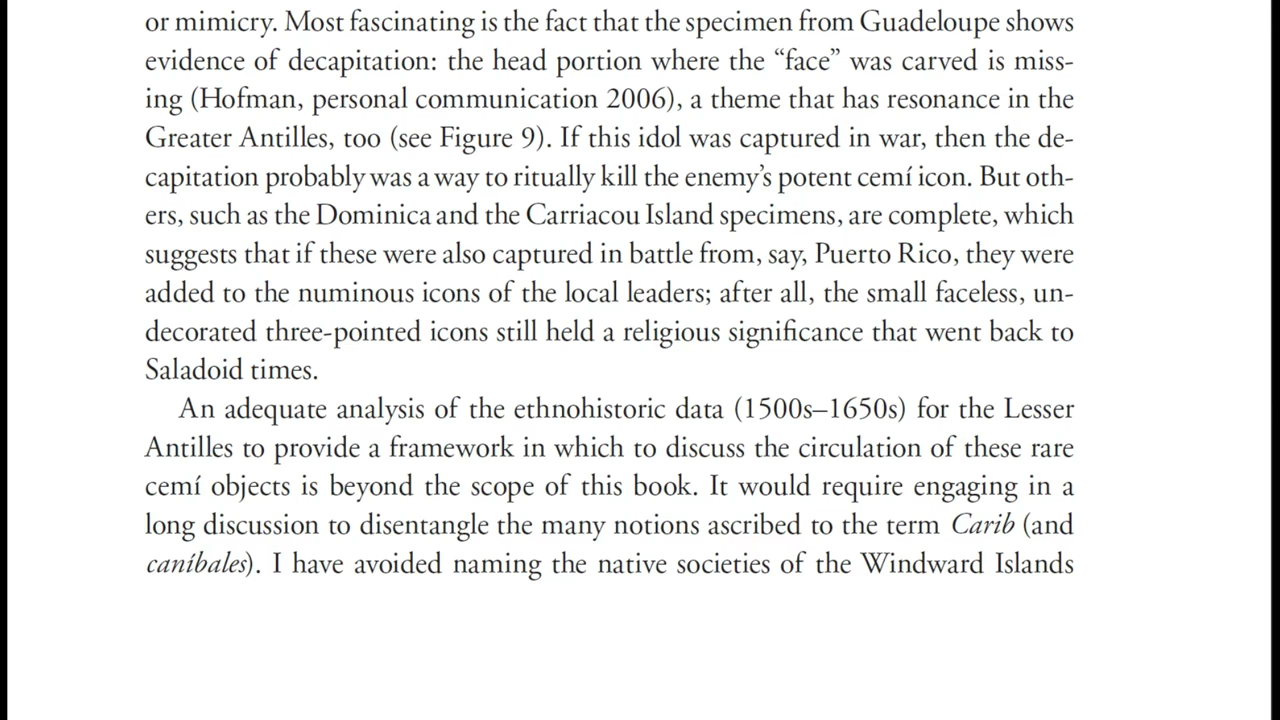 or mimicry. Most fascinating is the fact that the specimen from Guadeloupe shows
evidence of decapitation: the head portion where the “face” was carved is miss-
ing (Hofman, personal communication 2006), a theme that has resonance in the
Greater Antilles, too (see Figure 9). If this idol was captured in war, then the de-
capitation probably was a way to ritually kill the enemy’s potent cemí icon. But oth-
ers, such as the Dominica and the Carriacou Island specimens, are complete, which
suggests that if these were also captured in battle from, say, Puerto Rico, they were
added to the numinous icons of the local leaders; after all, the small faceless, un-
decorated three-pointed icons still held a religious significance that went back to
Saladoid times.
An adequate analysis of the ethnohistoric data (1500s–1650s) for the Lesser
Antilles to provide a framework in which to discuss the circulation of these rare
cemí objects is beyond the scope of this book. It would require engaging in a
long discussion to disentangle the many notions ascribed to the term Carib (and
caníbales). I have avoided naming the native societies of the Windward Islands